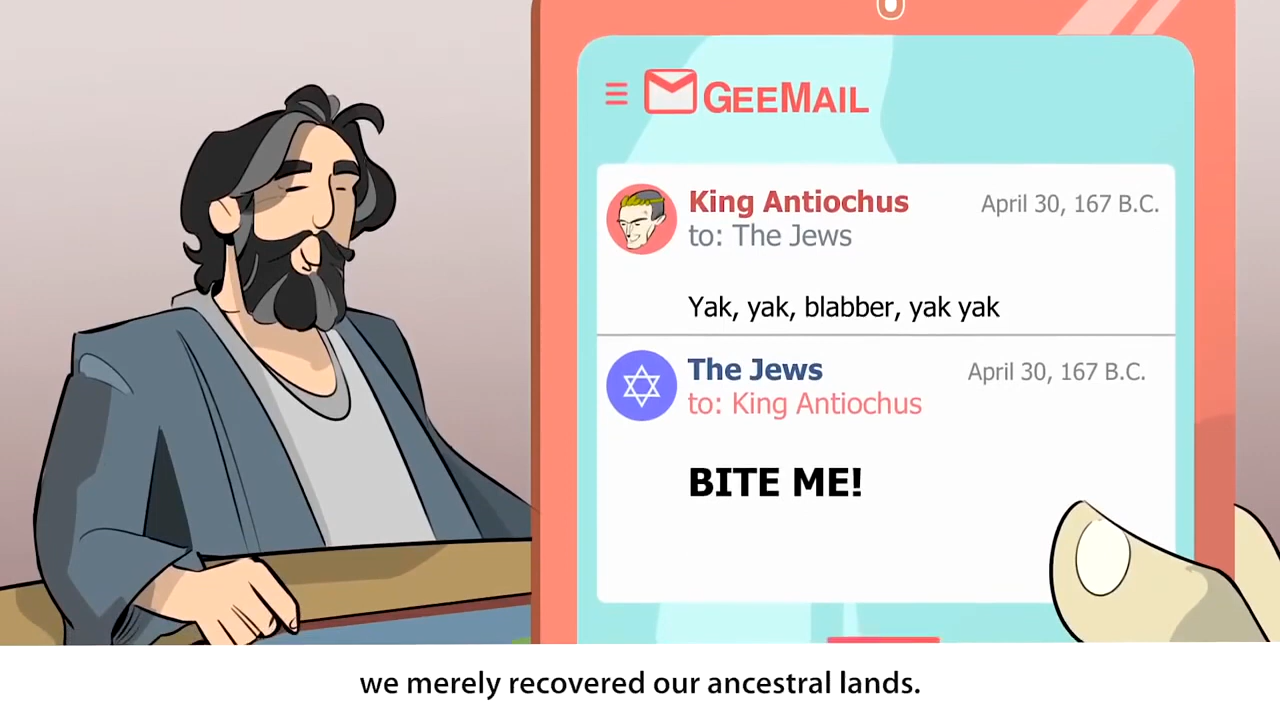 GEEMAIL
King Antiochus April 30, 167 B.C.
to: The Jews
Yak, yak, blabber, yak yak
The Jews April 30, 167 B.C.
to: King Antiochus
BITE ME!
we merely recovered our ancestral lands.